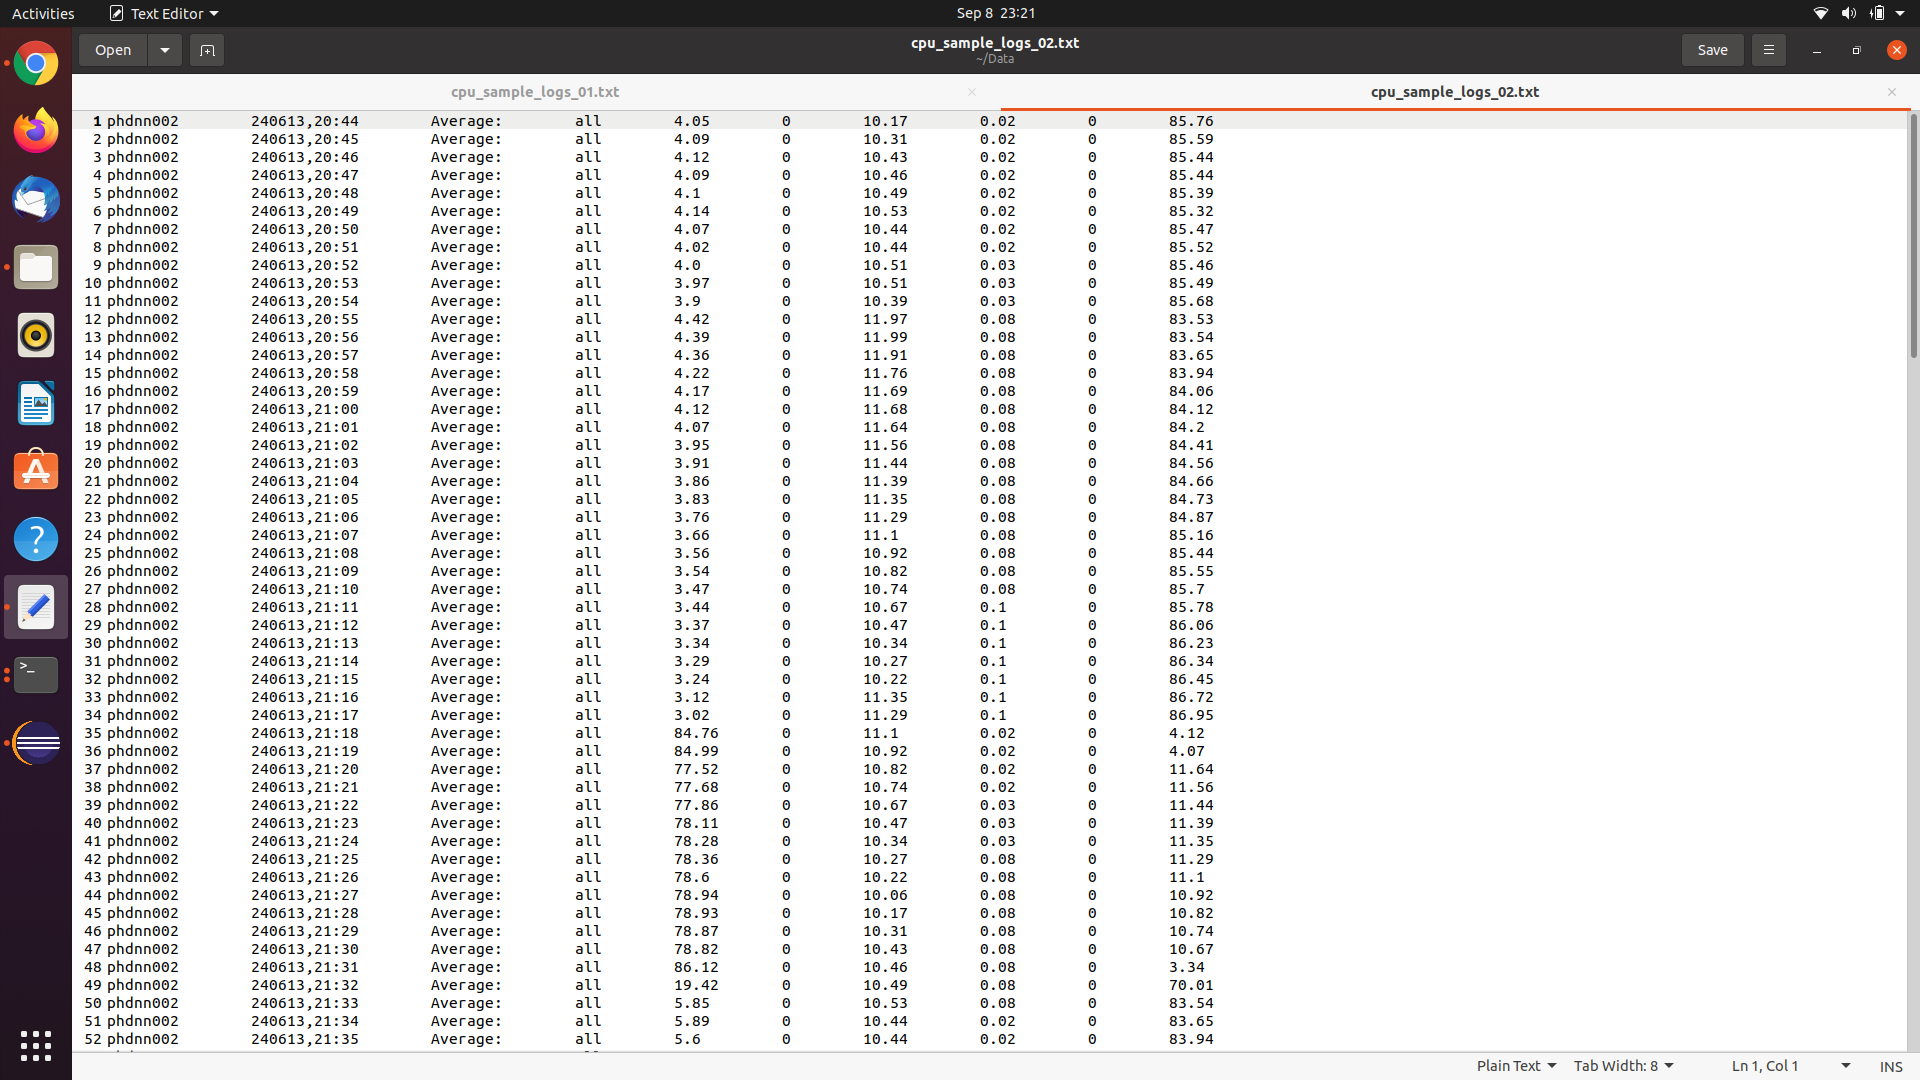 Activities Text Editor Sep 8 23:21
Open cpu_sample_logs_02.txt Save
~/Data
cpu_sample_logs_01.txt cpu_sample_logs_02.txt
1 phdnn002 240613,20:44 Average: all 4.05 0 10.17 0.02 0 85.76
2 phdnn002 240613,20:45 Average: all 4.09 0 10.31 0.02 0 85.59
3 phdnn002 240613,20:46 Average: all 4.12 0 10.43 0.02 0 85.44
4 phdnn002 240613,20:47 Average: all 4.09 0 10.46 0.02 0 85.44
5 phdnn002 240613,20:48 Average: all 4.1 0 10.49 0.02 0 85.39
6 phdnn002 240613,20:49 Average: all 4.14 0 10.53 0.02 0 85.32
7 phdnn002 240613,20:50 Average: all 4.07 0 10.44 0.02 0 85.47
8 phdnn002 240613,20:51 Average: all 4.02 0 10.44 0.02 0 85.52
9 phdnn002 240613,20:52 Average: all 4.0 0 10.51 0.03 0 85.46
10 phdnn002 240613,20:53 Average: all 3.97 0 10.51 0.03 0 85.49
11 phdnn002 240613,20:54 Average: all 3.9 0 10.39 0.03 0 85.68
12 phdnn002 240613,20:55 Average: all 4.42 0 11.97 0.08 0 83.53
13 phdnn002 240613,20:56 Average: all 4.39 0 11.99 0.08 0 83.54
14 phdnn002 240613,20:57 Average: all 4.36 0 11.91 0.08 0 83.65
15 phdnn002 240613,20:58 Average: all 4.22 0 11.76 0.08 0 83.94
16 phdnn002 240613,20:59 Average: all 4.17 0 11.69 0.08 0 84.06
17 phdnn002 240613,21:00 Average: all 4.12 0 11.68 0.08 0 84.12
18 phdnn002 240613,21:01 Average: all 4.07 0 11.64 0.08 0 84.2
19 phdnn002 240613,21:02 Average: all 3.95 0 11.56 0.08 0 84.41
20 phdnn002 240613,21:03 Average: all 3.91 0 11.44 0.08 0 84.56
21 phdnn002 240613,21:04 Average: all 3.86 0 11.39 0.08 0 84.66
22 phdnn002 240613,21:05 Average: all 3.83 0 11.35 0.08 0 84.73
23 phdnn002 240613,21:06 Average: all 3.76 0 11.29 0.08 0 84.87
24 phdnn002 240613,21:07 Average: all 3.66 0 11.1 0.08 0 85.16
25 phdnn002 240613,21:08 Average: all 3.56 0 10.92 0.08 0 85.44
26 phdnn002 240613,21:09 Average: all 3.54 0 10.82 0.08 0 85.55
27 phdnn002 240613,21:10 Average: all 3.47 0 10.74 0.08 0 85.7
28 phdnn002 240613,21:11 Average: all 3.44 0 10.67 0.1 0 85.78
29 phdnn002 240613,21:12 Average: all 3.37 0 10.47 0.1 0 86.06
30 phdnn002 240613,21:13 Average: all 3.34 0 10.34 0.1 0 86.23
31 phdnn002 240613,21:14 Average: all 3.29 0 10.27 0.1 0 86.34
32 phdnn002 240613,21:15 Average: all 3.24 0 10.22 0.1 0 86.45
33 phdnn002 240613,21:16 Average: all 3.12 0 11.35 0.1 0 86.72
34 phdnn002 240613,21:17 Average: all 3.02 0 11.29 0.1 0 86.95
35 phdnn002 240613,21:18 Average: all 84.76 0 11.1 0.02 0 4.12
36 phdnn002 240613,21:19 Average: all 84.99 0 10.92 0.02 0 4.07
37 phdnn002 240613,21:20 Average: all 77.52 0 10.82 0.02 0 11.64
38 phdnn002 240613,21:21 Average: all 77.68 0 10.74 0.02 0 11.56
39 phdnn002 240613,21:22 Average: all 77.86 0 10.67 0.03 0 11.44
40 phdnn002 240613,21:23 Average: all 78.11 0 10.47 0.03 0 11.39
41 phdnn002 240613,21:24 Average: all 78.28 0 10.34 0.03 0 11.35
42 phdnn002 240613,21:25 Average: all 78.36 0 10.27 0.08 0 11.29
43 phdnn002 240613,21:26 Average: all 78.6 0 10.22 0.08 0 11.1
44 phdnn002 240613,21:27 Average: all 78.94 0 10.06 0.08 0 10.92
45 phdnn002 240613,21:28 Average: all 78.93 0 10.17 0.08 0 10.82
46 phdnn002 240613,21:29 Average: all 78.87 0 10.31 0.08 0 10.74
47 phdnn002 240613,21:30 Average: all 78.82 0 10.43 0.08 0 10.67
48 phdnn002 240613,21:31 Average: all 86.12 0 10.46 0.08 0 3.34
49 phdnn002 240613,21:32 Average: all 19.42 0 10.49 0.08 0 70.01
50 phdnn002 240613,21:33 Average: all 5.85 0 10.53 0.08 0 83.54
51 phdnn002 240613,21:34 Average: all 5.89 0 10.44 0.02 0 83.65
52 phdnn002 240613,21:35 Average: all 5.6 0 10.44 0.02 0 83.94
Plain Text Tab Width: 8 Ln 1, Col 1 INS